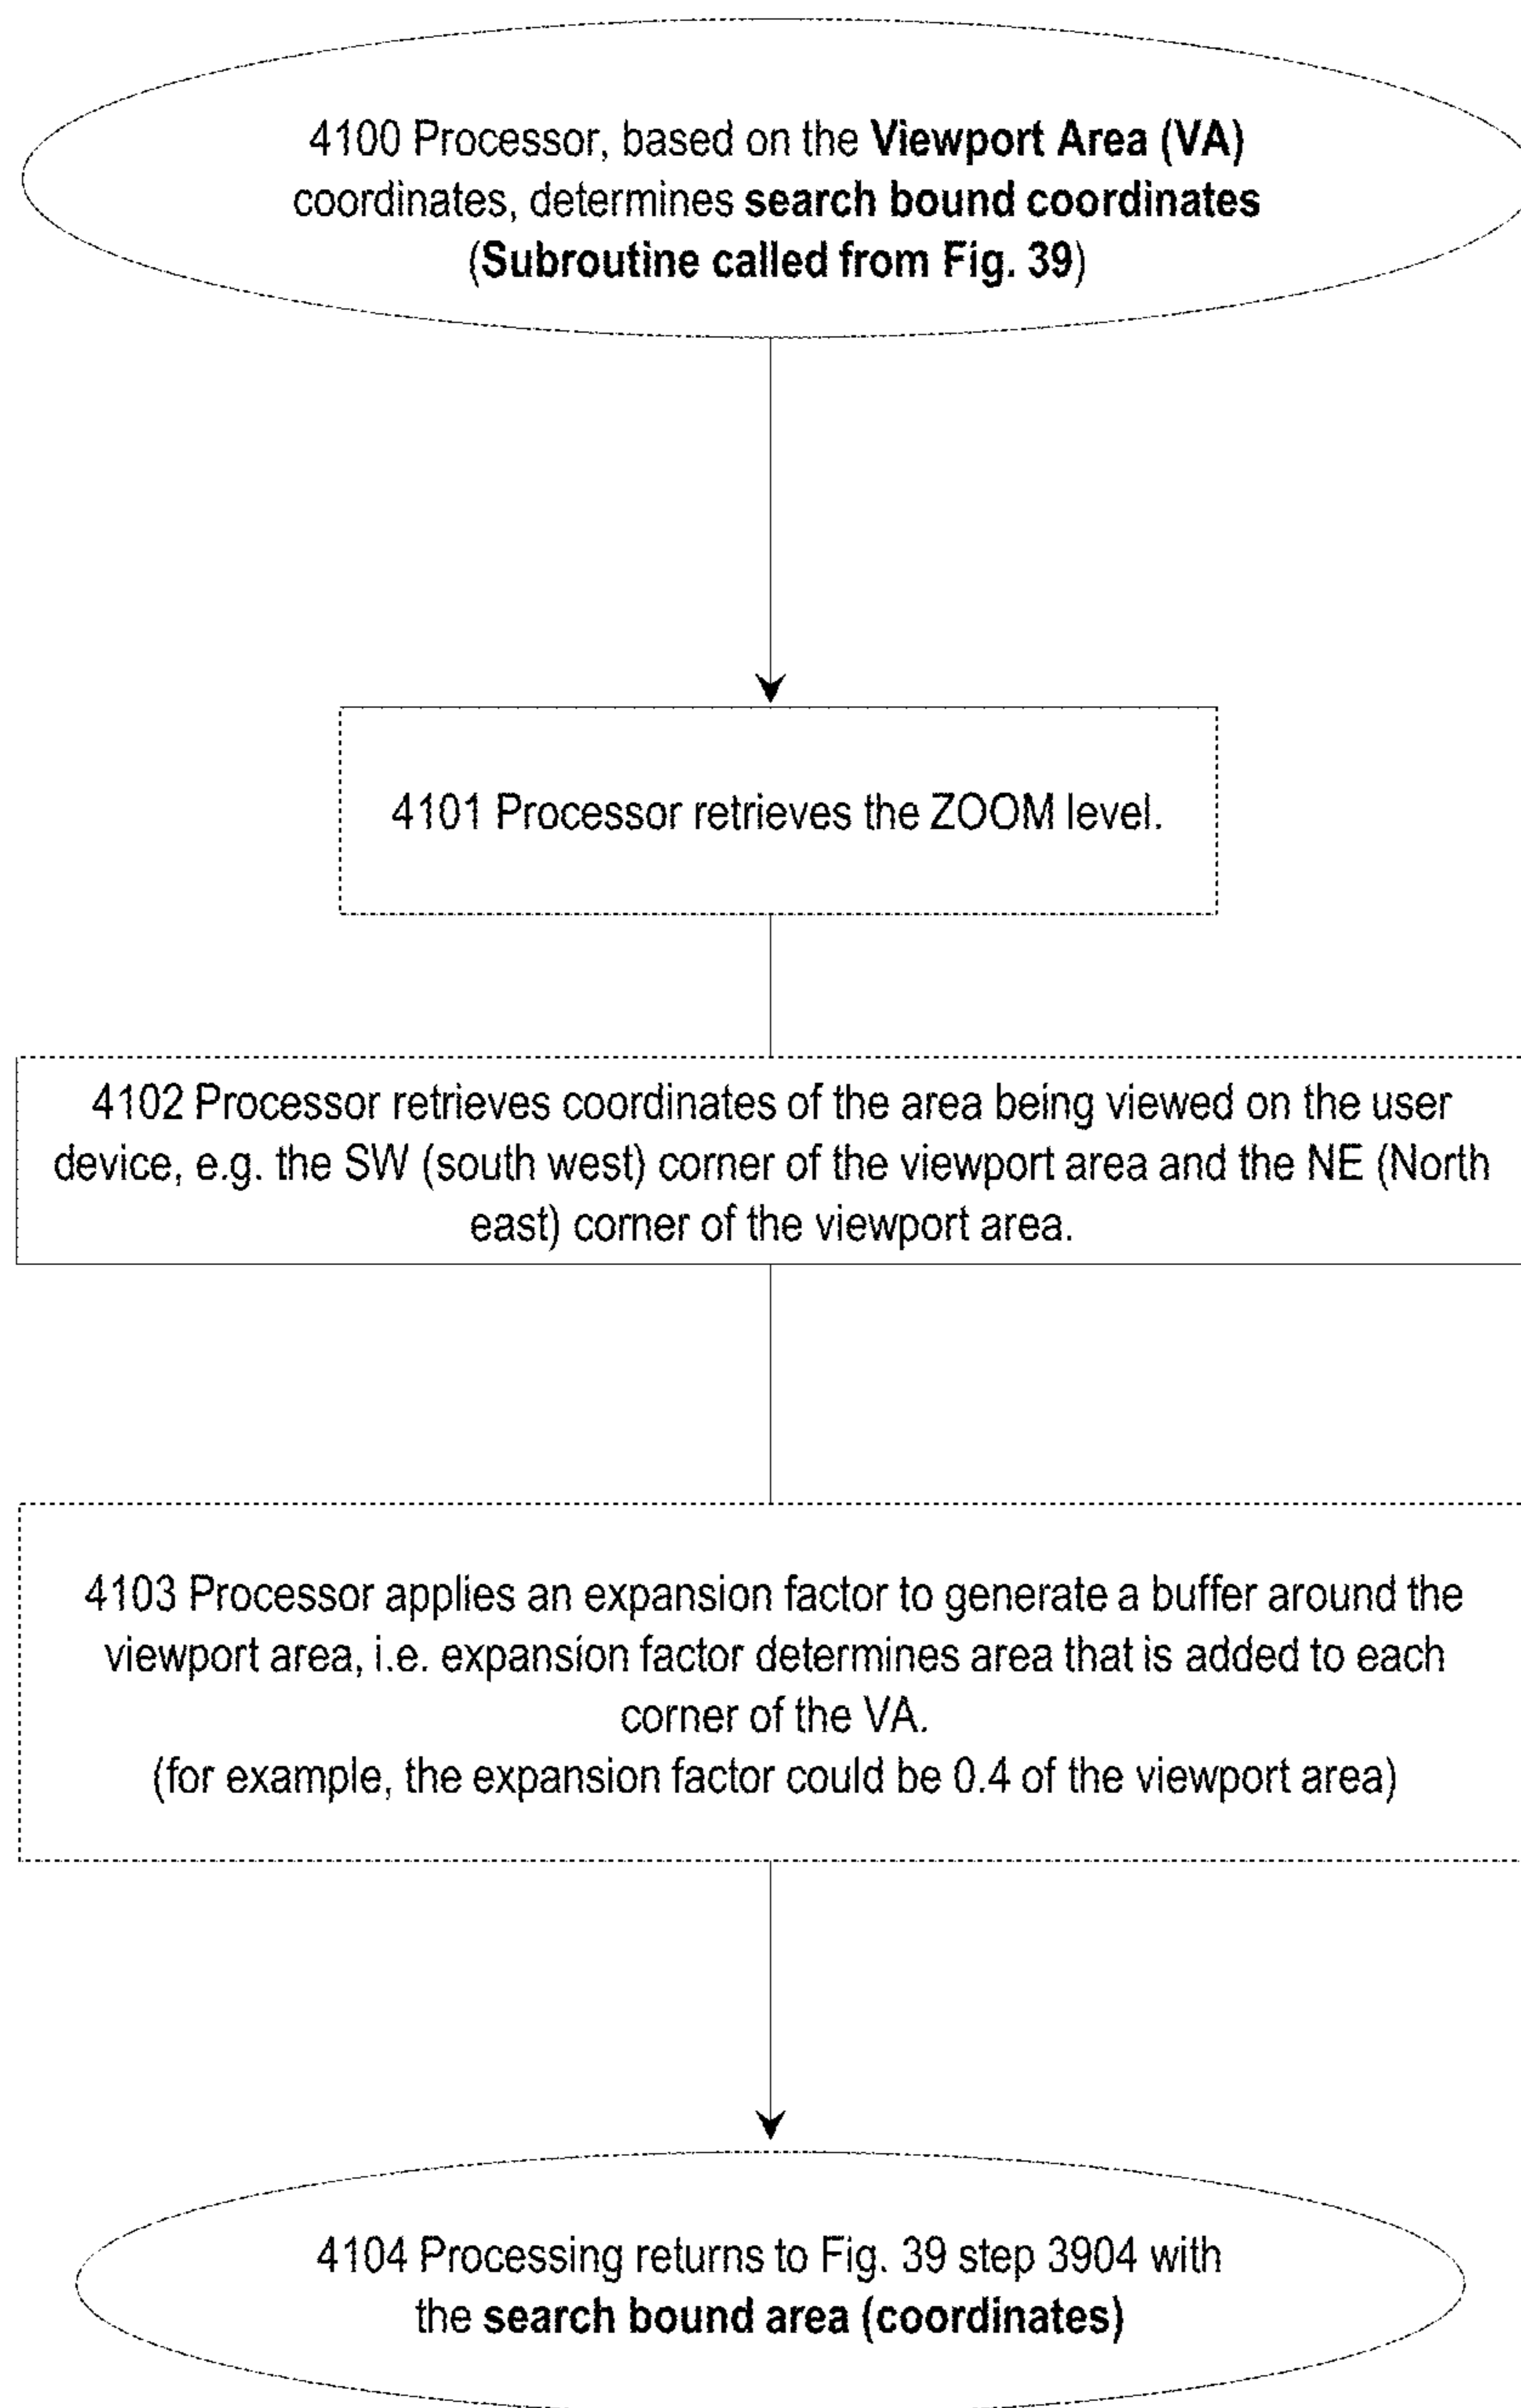 4100 Processor, based on the Viewport Area (VA)
coordinates, determines search bound coordinates
(Subroutine called from Fig. 39)
4101 Processor retrieves the ZOOM level.
4102 Processor retrieves coordinates of the area being viewed on the user
device, e.g. the SW (south west) corner of the viewport area and the NE (North
east) corner of the viewport area.
4103 Processor applies an expansion factor to generate a buffer around the
viewport area, i.e. expansion factor determines area that is added to each
corner of the VA.
(for example, the expansion factor could be 0.4 of the viewport area)
4104 Processing returns to Fig. 39 step 3904 with
the search bound area (coordinates)